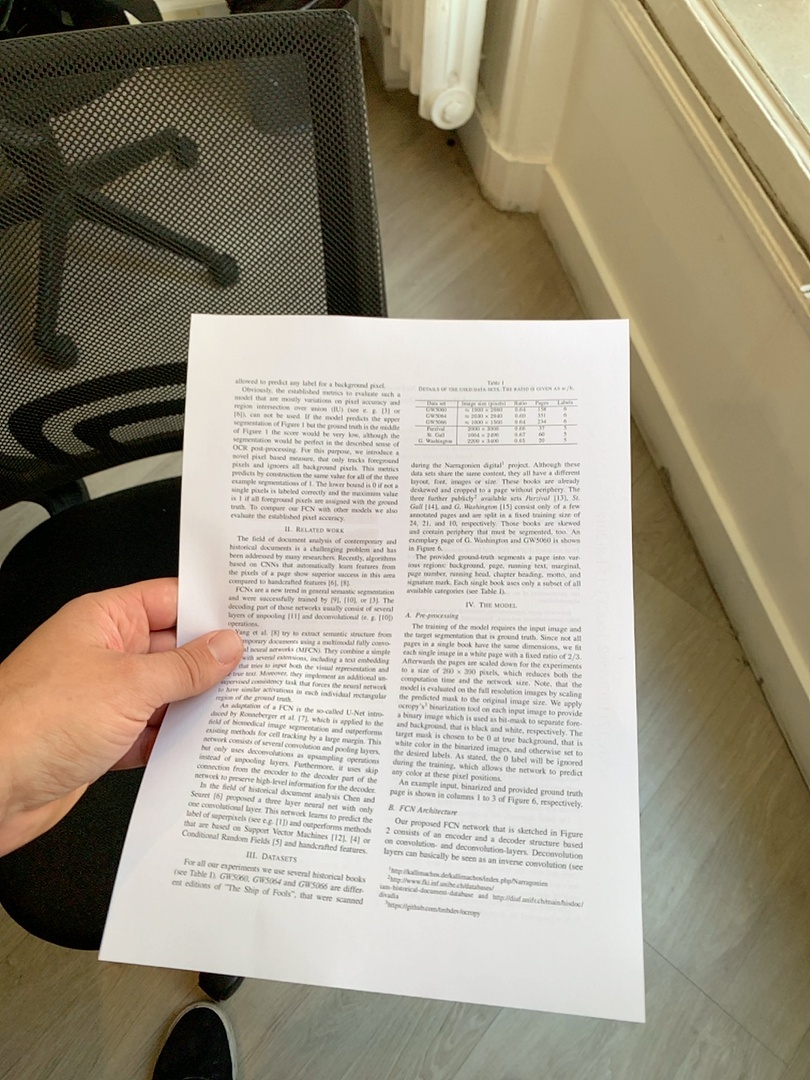 allowed to predict any label for a background pixel.
Obviously, the established metrics to evaluate such a
model that are mostly variations on pixel accuracy and
region intersection over union (IU) (see e. g. [3] or
[6]), can not be used. If the model predicts the upper
segmentation of Figure 1 but the ground truth is the middle
of Figure 1 the score would be very low, although the
segmentation would be perfect in the described sense of
OCR post-processing. For this purpose, we introduce a
novel pixel based measure, that only tracks foreground
pixels and ignores all background pixels. This metrics
predicts by construction the same value for all of the three
example segmentations of 1. The lower bound is 0 if not a
single pixels is labeled correctly and the maximum value
is 1 if all foreground pixels are assigned with the ground
truth. To compare our FCN with other models we also
evaluate the established pixel accuracy.
II. RELATED WORK
The field of document analysis of contemporary and
historical documents is a challenging problem and has
been addressed by many researchers. Recently, algorithms
based on CNNs that automatically learn features from
the pixels of a page show superior success in this area
compared to handcrafted features [6], [8].
FCNs are a new trend in general semantic segmentation
and were successfully trained by [9], [10], or [3]. The
decoding part of those networks usually consist of several
layers of unpooling [11] and deconvolution (e. g. [10])
operations.
Yang et al. [8] try to extract semantic structure from
documents using a multimodal fully convo-
neural networks (MFCN). They combine a simple
with several extensions, including a text embedding
that tries to input both the visual representation and
true text. Moreover, they implement an additional un-
supervised consistency task that forces the neural network
to have similar activations in each individual rectangular
region of the ground truth.
An adaptation of a FCN is the so-called U-Net intro-
duced by Ronneberger et al. [7], which is applied to the
field of biomedical image segmentation and outperforms
existing methods for cell tracking by a large margin. This
network consists of several convolution and pooling layers,
but only uses deconvolutions as upsampling operations
instead of unpooling layers. Furthermore, it uses skip
connection from the encoder to the decoder part of the
network to preserve high-level information for the decoder.
In the field of historical document analysis Chen and
Seuret [6] proposed a three layer neural net with only
one convolutional layer. This network learns to predict the
label of superpixels (see e.g. [1]) and outperforms methods
that are based on Support Vector Machines [12], [4] or
Conditional Random Fields [5] and handcrafted features.
III. DATASETS
For all our experiments we use several historical books
(see Table I). GW5060, GW5064 and GW5066 are differ-
ent editions of "The Ship of Fools", that were scanned
Table I
DETAILS OF THE USED DATA SETS. THE RATIO IS GIVEN AS w/h.
Data set Image size (pixels) Ratio Pages Labels
GW5060 0.64 158 6
GW5064 0.69 351 6
GW5066 0.64 234 6
Parzival 2000 × 3008 0.66 37
St. Gall 0.67 60 5
G. Washington 0.65 20 5
during the Narragonien digital¹ project. Although these
data sets share the same content, they all have a different
layout, font, images or size. These books are already
deskewed and cropped to a page without periphery. The
three further publicly² available sets Parzival [13], St.
Gall [14], and G. Washington [15] consist only of a few
annotated pages and are split in a fixed training size of
24, 21, and 10, respectively. Those books are skewed
and contain periphery that must be segmented, too. An
exemplary page of G. Washington and GW5060 is shown
in Figure 6.
The provided ground-truth segments a page into var-
ious regions: background, page, running text, marginal,
page number, running head, chapter heading, motto, and
signature mark. Each single book uses only a subset of all
available categories (see Table I).
IV. THE MODEL
A. Pre-processing
The training of the model requires the input image and
the target segmentation that is ground truth. Since not all
pages in a single book have the same dimensions, we fit
each single image in a white page with a fixed ratio of 2/3.
Afterwards the pages are scaled down for the experiments
to a size of 260 × 390 pixels, which reduces both the
computation time and the network size. Note, that the
model is evaluated on the full resolution images by scaling
the predicted mask to the original image size. We apply
ocropy's³ binarization tool on each input image to provide
a binary image which is used as bit-mask to separate fore-
and background, that is black and white, respectively. The
target mask is chosen to be 0 at true background, that is
white color in the binarized images, and otherwise set to
the desired labels. As stated, the 0 label will be ignored
during the training, which allows the network to predict
any color at these pixel positions.
An example input, binarized and provided ground truth
page is shown in columns 1 to 3 of Figure 6, respectively.
B. FCN Architecture
Our proposed FCN network that is sketched in Figure
2 consists of an encoder and a decoder structure based
on convolution- and deconvolution-layers. Deconvolution
layers can basically be seen as an inverse convolution (see
¹http://kallimachos.de/kallimachos/index.php/Narragonien
²http://www.fki.inf.unibe.ch/databases/
iam-historical-document-database and http://diuf.unifr.ch/main/hisdoc/
divadia
³https://github.com/tmbdev/ocropy